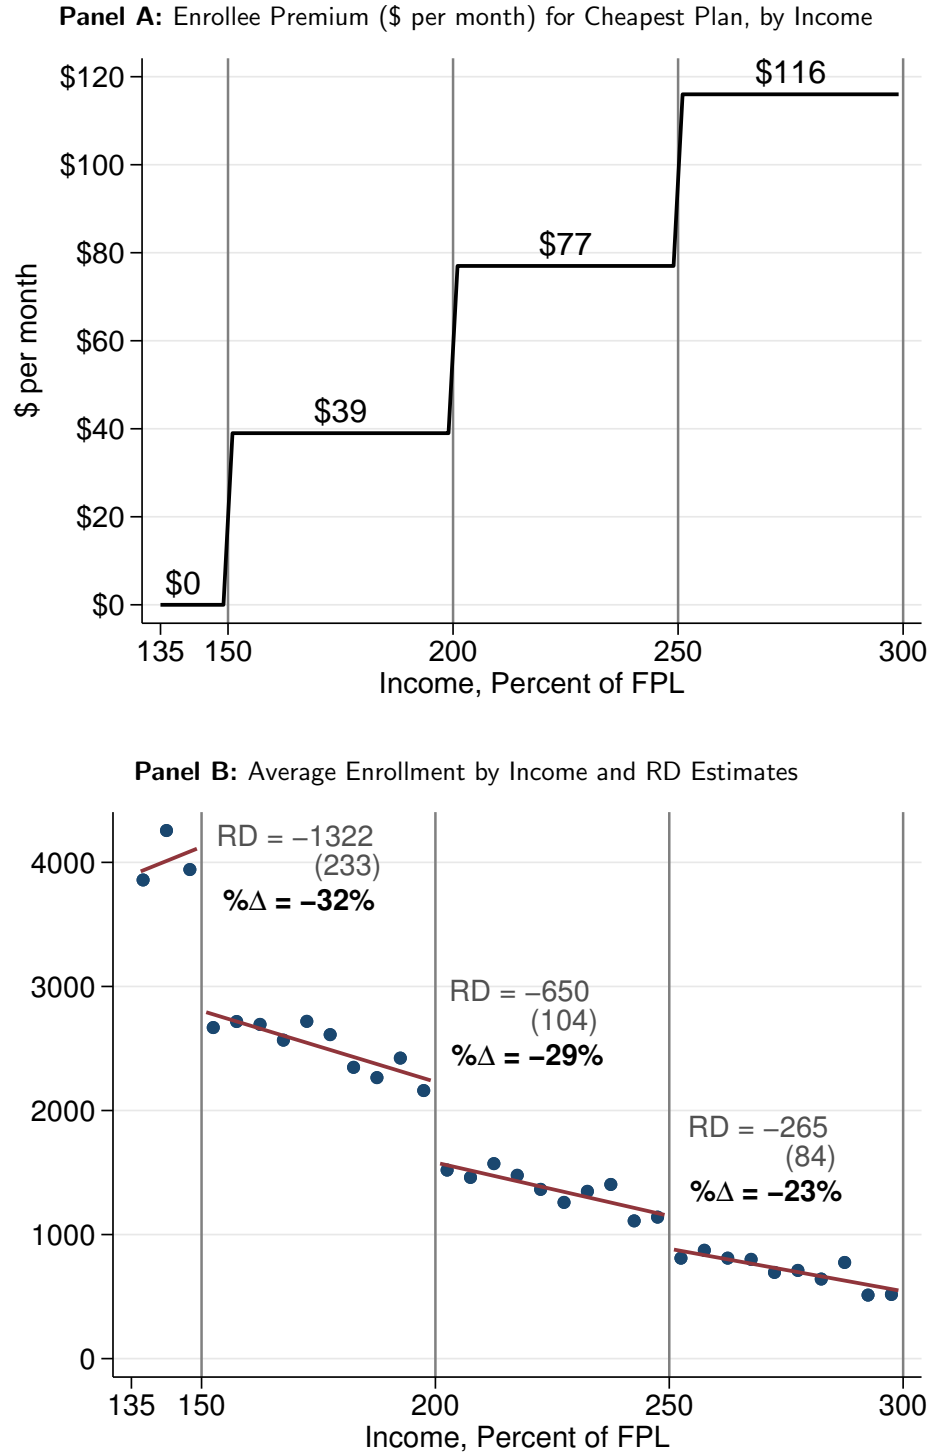 Panel A: Enrollee Premium ($ per month) for Cheapest Plan, by Income
$120
$100
$80
$60
$40
$20
$0
$ per month
$0
$39
$77
$116
135 150 200 250 300
Income, Percent of FPL
Panel B: Average Enrollment by Income and RD Estimates
4000
3000
2000
1000
0
RD = −1322
(233)
%Δ = −32%
RD = −650
(104)
%Δ = −29%
RD = −265
(84)
%Δ = −23%
135 150 200 250 300
Income, Percent of FPL